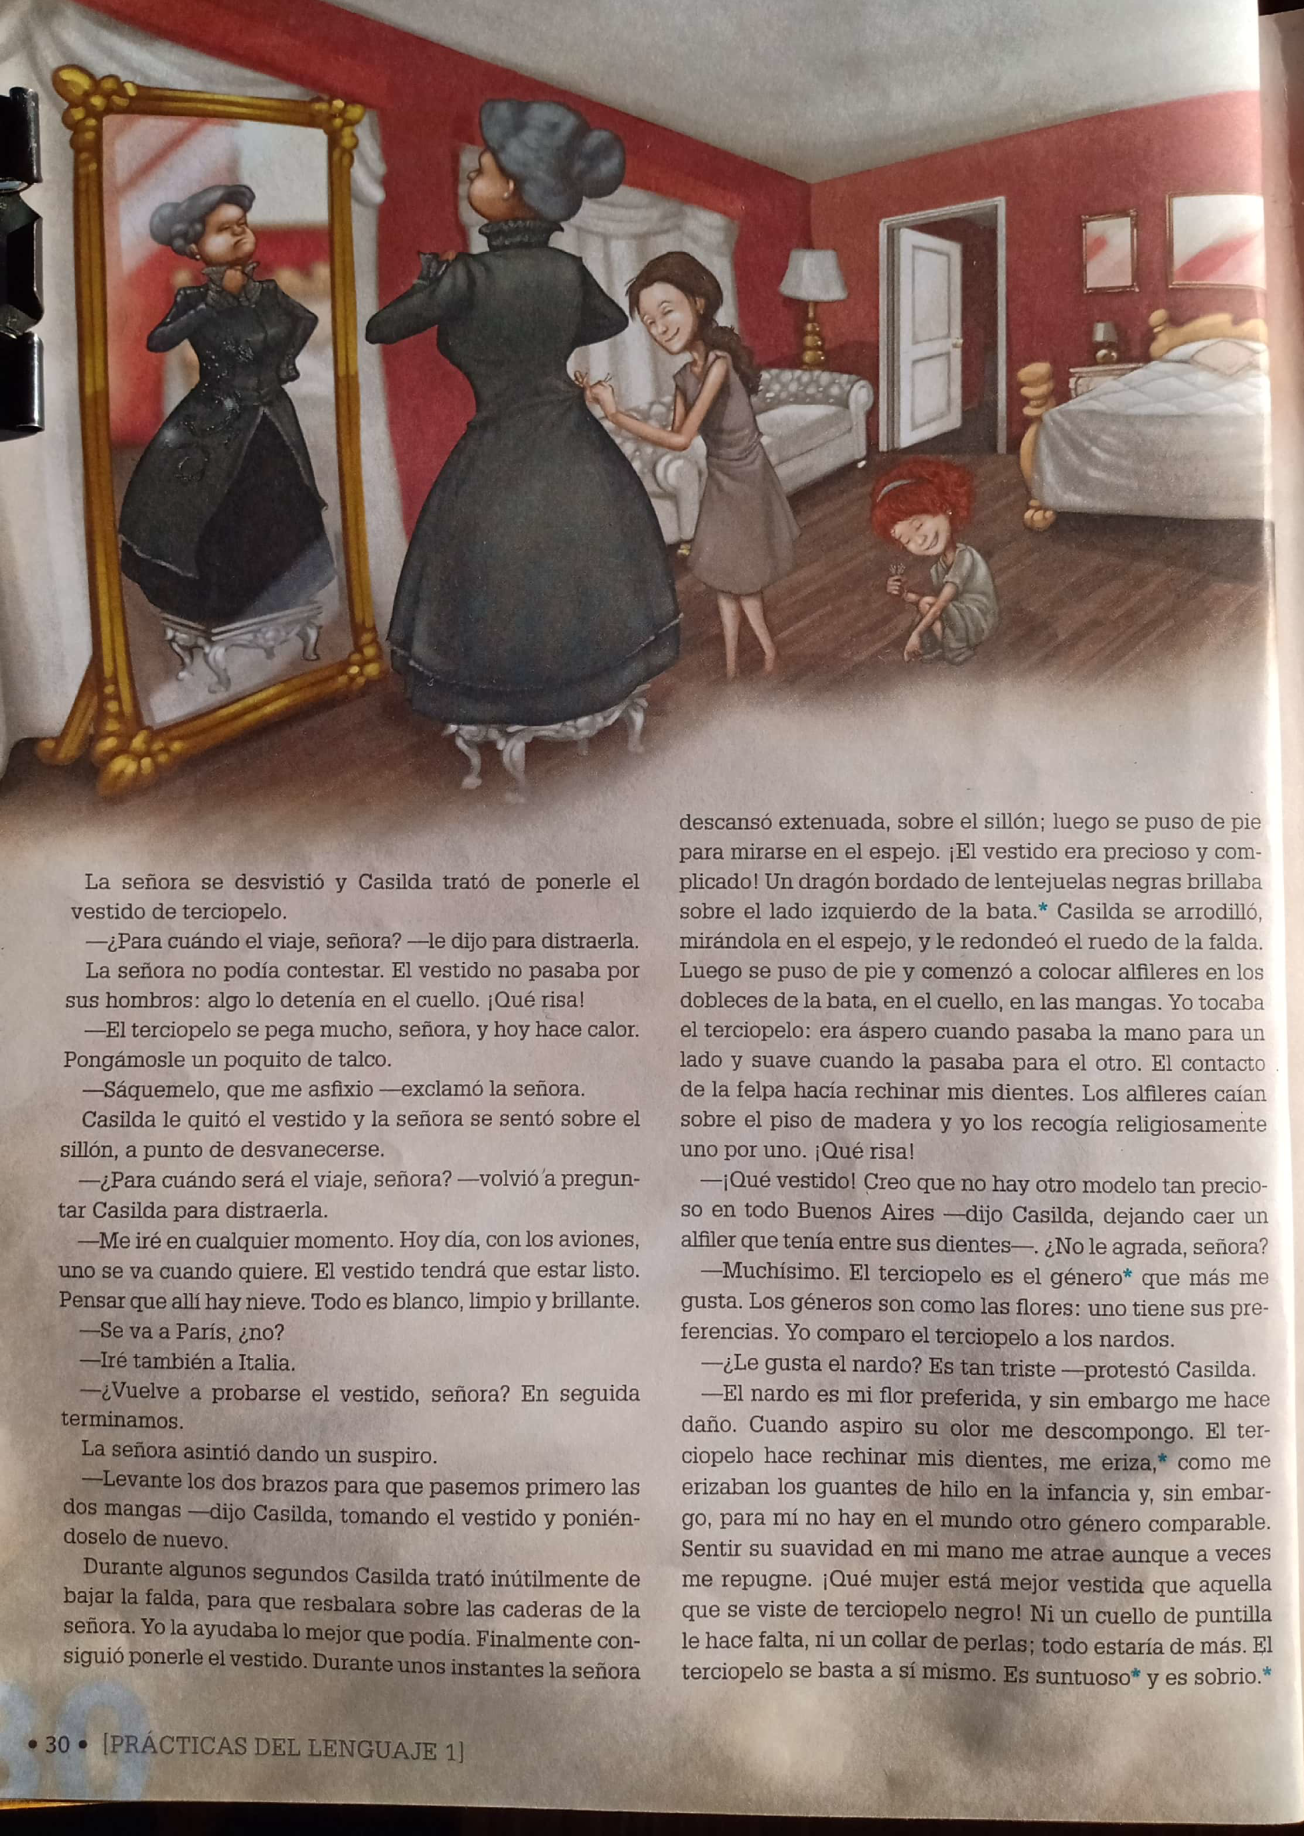 La señora se desvistió y Casilda trató de ponerle el
vestido de terciopelo.
—¿Para cuándo el viaje, señora? —le dijo para distraerla.
La señora no podía contestar. El vestido no pasaba por
sus hombros: algo lo detenía en el cuello. ¡Qué risa!
—El terciopelo se pega mucho, señora, y hoy hace calor.
Pongámosle un poquito de talco.
—Sáquemelo, que me asfixio —exclamó la señora.
Casilda le quitó el vestido y la señora se sentó sobre el
sillón, a punto de desvanecerse.
—¿Para cuándo será el viaje, señora? —volvió a pregun-
tar Casilda para distraerla.
—Me iré en cualquier momento. Hoy día, con los aviones,
uno se va cuando quiere. El vestido tendrá que estar listo.
Pensar que allí hay nieve. Todo es blanco, limpio y brillante.
—Se va a París, ¿no?
—Iré también a Italia.
—¿Vuelve a probarse el vestido, señora? En seguida
terminamos.
La señora asintió dando un suspiro.
—Levante los dos brazos para que pasemos primero las
dos mangas —dijo Casilda, tomando el vestido y ponién-
doselo de nuevo.
Durante algunos segundos Casilda trató inútilmente de
bajar la falda, para que resbalara sobre las caderas de la
señora. Yo la ayudaba lo mejor que podía. Finalmente con-
siguió ponerle el vestido. Durante unos instantes la señora
descansó extenuada, sobre el sillón; luego se puso de pie
para mirarse en el espejo. ¡El vestido era precioso y com-
plicado! Un dragón bordado de lentejuelas negras brillaba
sobre el lado izquierdo de la bata.* Casilda se arrodilló,
mirándola en el espejo, y le redondeó el ruedo de la falda.
Luego se puso de pie y comenzó a colocar alfileres en los
dobleces de la bata, en el cuello, en las mangas. Yo tocaba
el terciopelo: era áspero cuando pasaba la mano para un
lado y suave cuando la pasaba para el otro. El contacto
de la felpa hacía rechinar mis dientes. Los alfileres caían
sobre el piso de madera y yo los recogía religiosamente
uno por uno. ¡Qué risa!
—¡Qué vestido! Creo que no hay otro modelo tan precio-
so en todo Buenos Aires —dijo Casilda, dejando caer un
alfiler que tenía entre sus dientes—. ¿No le agrada, señora?
—Muchísimo. El terciopelo es el género* que más me
gusta. Los géneros son como las flores: uno tiene sus pre-
ferencias. Yo comparo el terciopelo a los nardos.
—¿Le gusta el nardo? Es tan triste —protestó Casilda.
—El nardo es mi flor preferida, y sin embargo me hace
daño. Cuando aspiro su olor me descompongo. El ter-
ciopelo hace rechinar mis dientes, me eriza,* como me
erizaban los guantes de hilo en la infancia y, sin embar-
go, para mí no hay en el mundo otro género comparable.
Sentir su suavidad en mi mano me atrae aunque a veces
me repugne. ¡Qué mujer está mejor vestida que aquella
que se viste de terciopelo negro! Ni un cuello de puntilla
le hace falta, ni un collar de perlas; todo estaría de más. El
terciopelo se basta a sí mismo. Es suntuoso* y es sobrio.*
30
• 30 • [PRÁCTICAS DEL LENGUAJE 1]